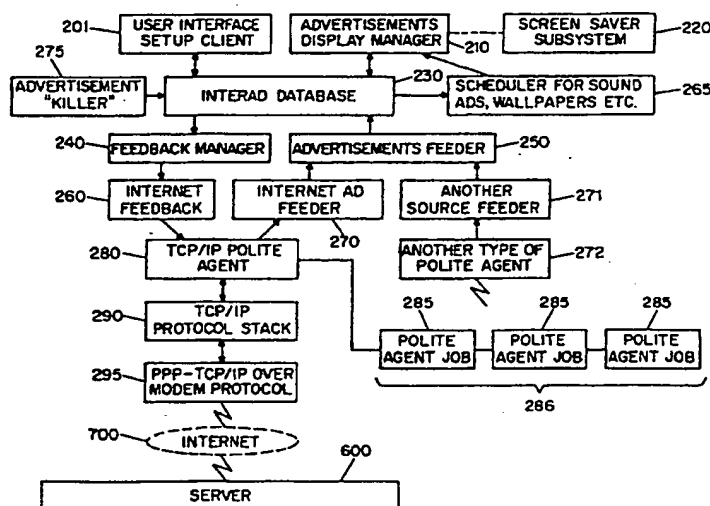 201
USER INTERFACE
SETUP CLIENT
ADVERTISEMENTS
DISPLAY MANAGER
210
SCREEN SAVER
SUBSYSTEM
220
275
ADVERTISEMENT
"KILLER"
230
INTERAD DATABASE
SCHEDULER FOR SOUND
ADS, WALLPAPERS ETC.
265
240
FEEDBACK MANAGER
ADVERTISEMENTS FEEDER
250
260
INTERNET
FEEDBACK
INTERNET AD
FEEDER
270
ANOTHER
SOURCE FEEDER
271
280
TCP/IP POLITE
AGENT
ANOTHER TYPE OF
POLITE AGENT
272
290
TCP/IP
PROTOCOL STACK
285
285
285
POLITE
AGENT JOB
POLITE
AGENT JOB
POLITE
AGENT JOB
286
295
PPP-TCP/IP OVER
MODEM PROTOCOL
700
INTERNET
600
SERVER